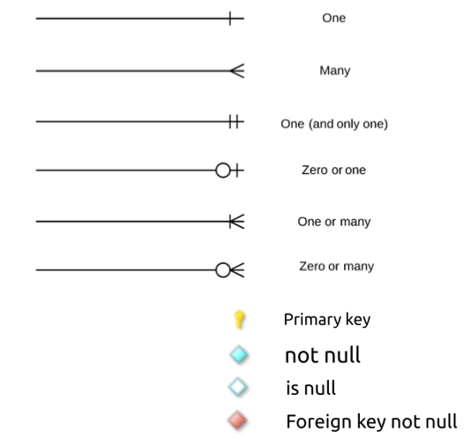 One
Many
One (and only one)
Zero or one
One or many
Zero or many
Primary key
not null
is null
Foreign key not null